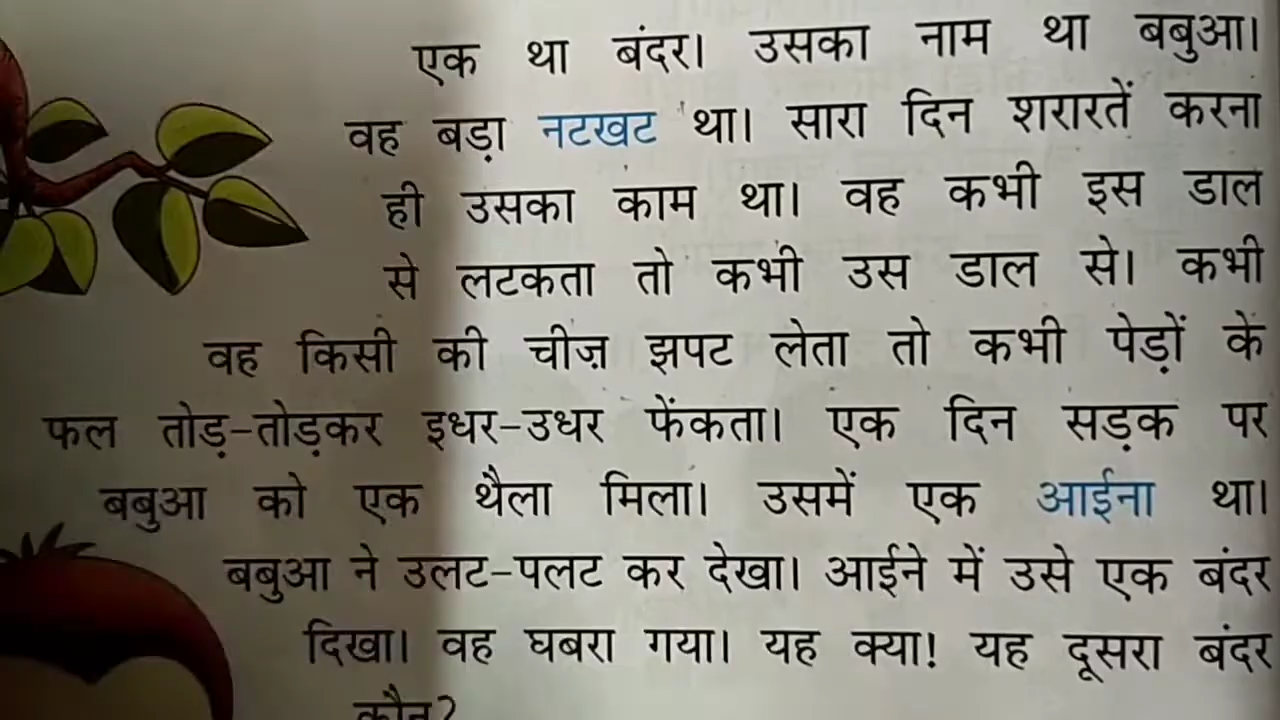 एक था बंदर। उसका नाम था बबुआ।
वह बड़ा नटखट था। सारा दिन शरारतें करना
ही उसका काम था। वह कभी इस डाल
से लटकता तो कभी उस डाल से। कभी
वह किसी की चीज़ झपट लेता तो कभी पेड़ों के
फल तोड़-तोड़कर इधर-उधर फेंकता। एक दिन सड़क पर
बबुआ को एक थैला मिला। उसमें एक आईना था।
बबुआ ने उलट-पलट कर देखा। आईने में उसे एक बंदर
दिखा। वह घबरा गया। यह क्या! यह दूसरा बंदर
कौन?